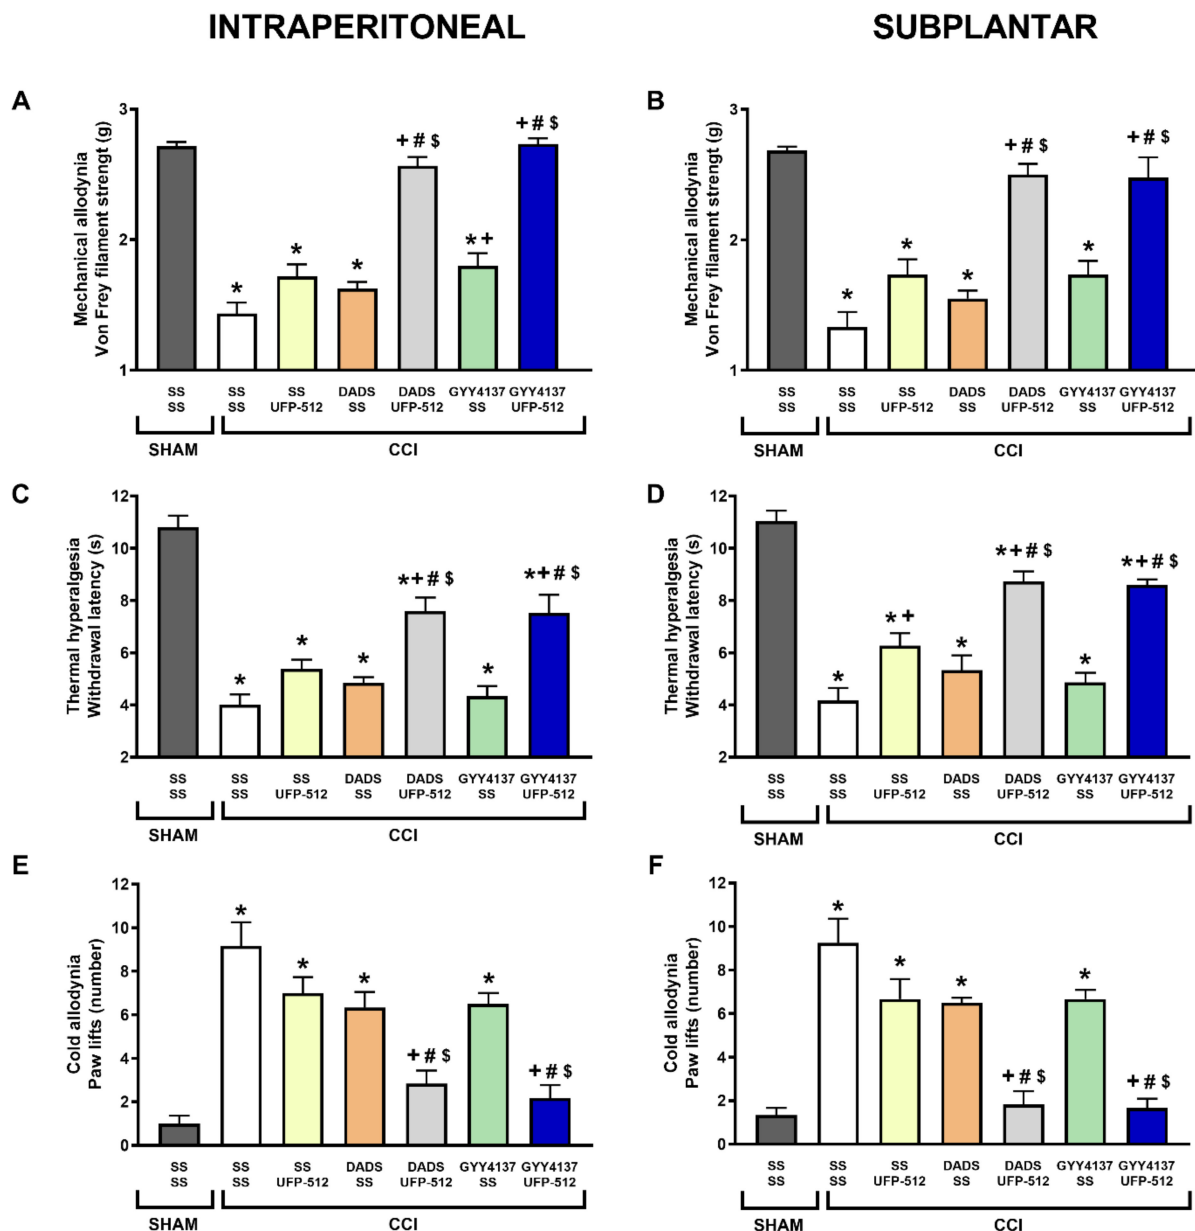 INTRAPERITONEAL
SUBPLANTAR
A
Mechanical allodynia
Von Frey filament strengt (g)
3
2
1
*
*
*
+ # $
* +
+ # $
SS SS SS DADS DADS GYY4137 GYY4137
SS SS UFP-512 SS UFP-512 SS UFP-512
SHAM CCI
B
Mechanical allodynia
Von Frey filament strengt (g)
3
2
1
*
*
*
+ # $
*
+ # $
SS SS SS DADS DADS GYY4137 GYY4137
SS SS UFP-512 SS UFP-512 SS UFP-512
SHAM CCI
C
Thermal hyperalgesia
Withdrawal latency (s)
12
10
8
6
4
2
*
*
*
* + # $
*
* + # $
SS SS SS DADS DADS GYY4137 GYY4137
SS SS UFP-512 SS UFP-512 SS UFP-512
SHAM CCI
D
Thermal hyperalgesia
Withdrawal latency (s)
12
10
8
6
4
2
*
* +
*
* + # $
*
* + # $
SS SS SS DADS DADS GYY4137 GYY4137
SS SS UFP-512 SS UFP-512 SS UFP-512
SHAM CCI
E
Cold allodynia
Paw lifts (number)
12
10
8
6
4
2
0
*
*
*
+ # $
*
+ # $
SS SS SS DADS DADS GYY4137 GYY4137
SS SS UFP-512 SS UFP-512 SS UFP-512
SHAM CCI
F
Cold allodynia
Paw lifts (number)
12
10
8
6
4
2
0
*
*
*
+ # $
*
+ # $
SS SS SS DADS DADS GYY4137 GYY4137
SS SS UFP-512 SS UFP-512 SS UFP-512
SHAM CCI